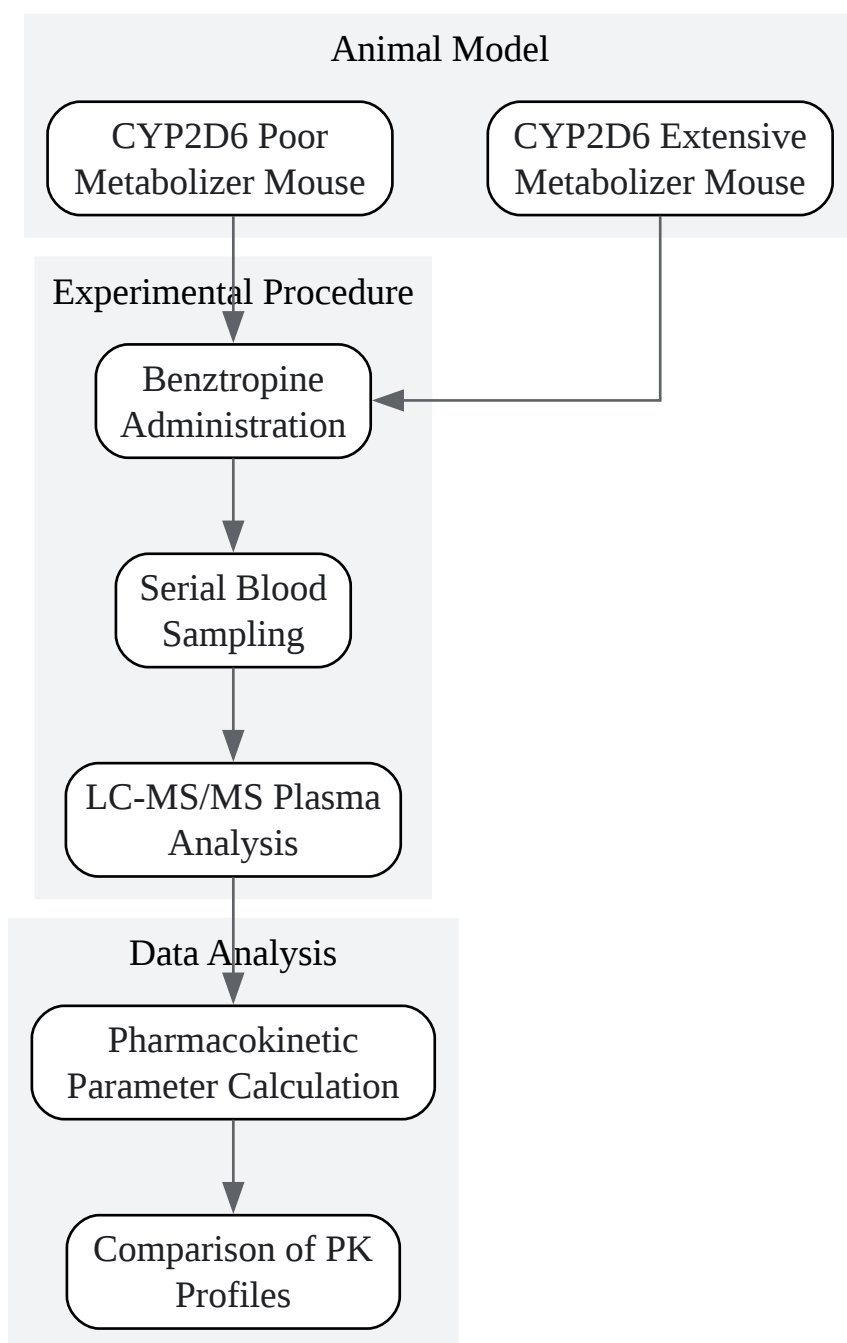 Animal Model
CYP2D6 Poor
Metabolizer Mouse
CYP2D6 Extensive
Metabolizer Mouse
Experimental Procedure
Benztropine
Administration
Serial Blood
Sampling
LC-MS/MS Plasma
Analysis
Data Analysis
Pharmacokinetic
Parameter Calculation
Comparison of PK
Profiles